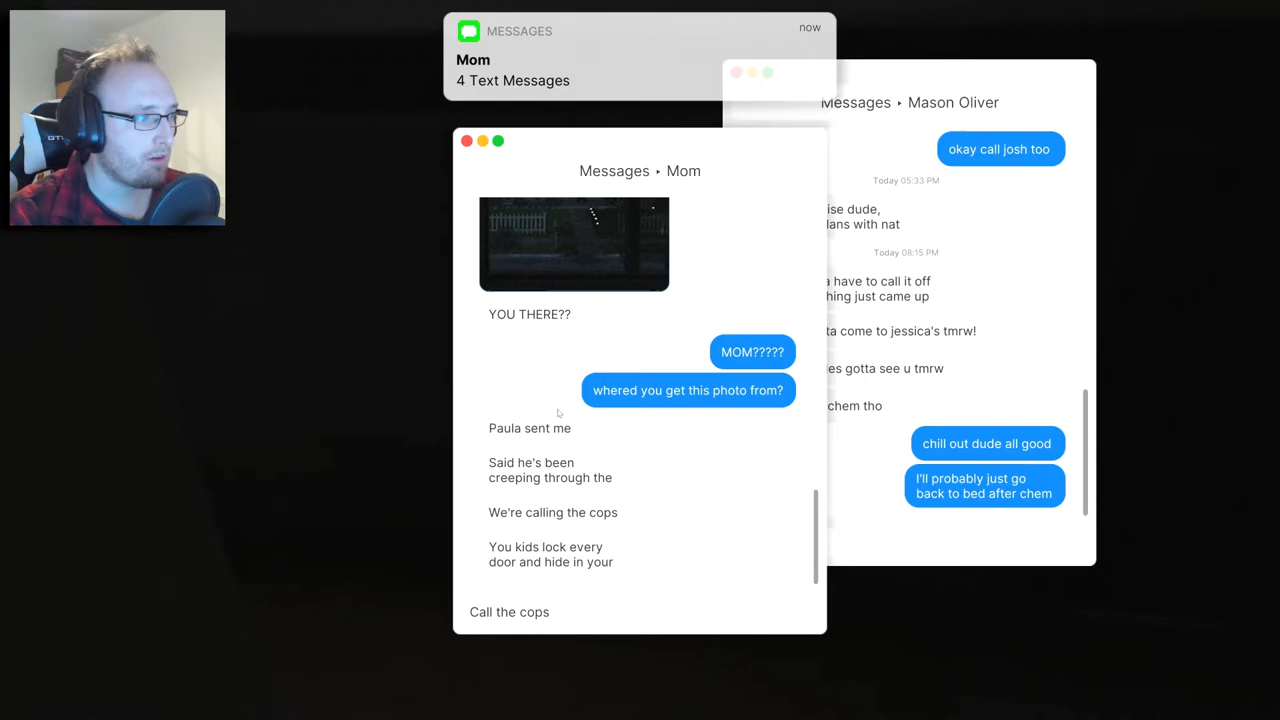 MESSAGES
now
Mom
4 Text Messages
Messages ▸ Mom
YOU THERE??
MOM?????
whered you get this photo from?
Paula sent me
Said he's been
creeping through the
We're calling the cops
You kids lock every
door and hide in your
Call the cops
Messages ▸ Mason Oliver
okay call josh too
Today 05:33 PM
ise dude,
lans with nat
Today 08:15 PM
a have to call it off
hing just came up
ta come to jessica's tmrw!
es gotta see u tmrw
chem tho
chill out dude all good
I'll probably just go
back to bed after chem